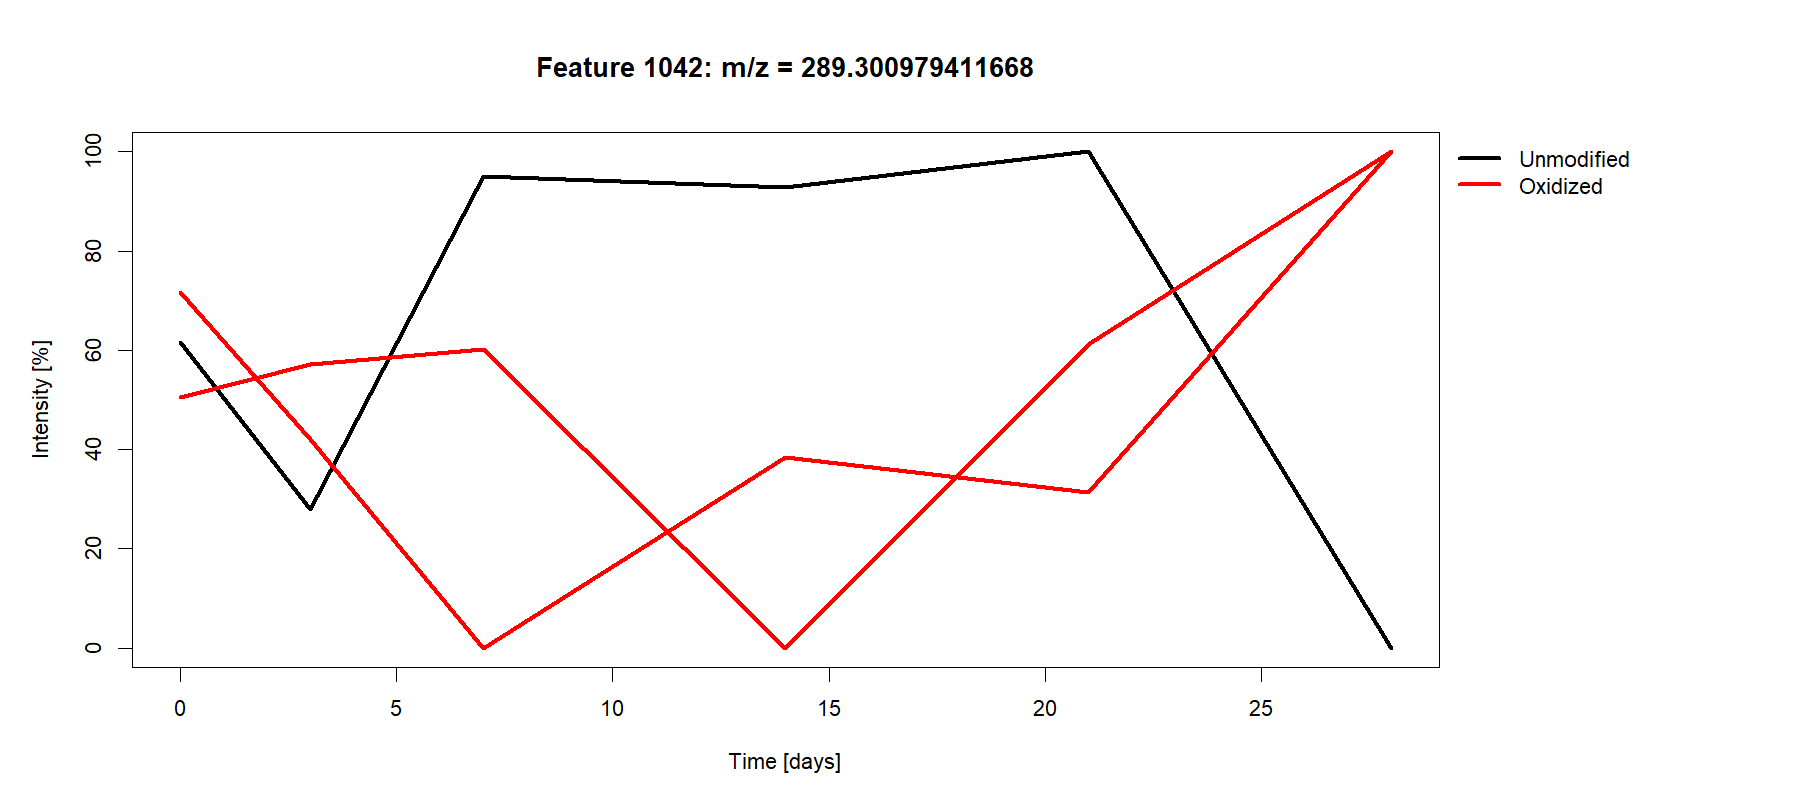 Feature 1042: m/z = 289.300979411668
Unmodified
Oxidized
Intensity [%]
100
80
60
40
20
0
0 5 10 15 20 25
Time [days]